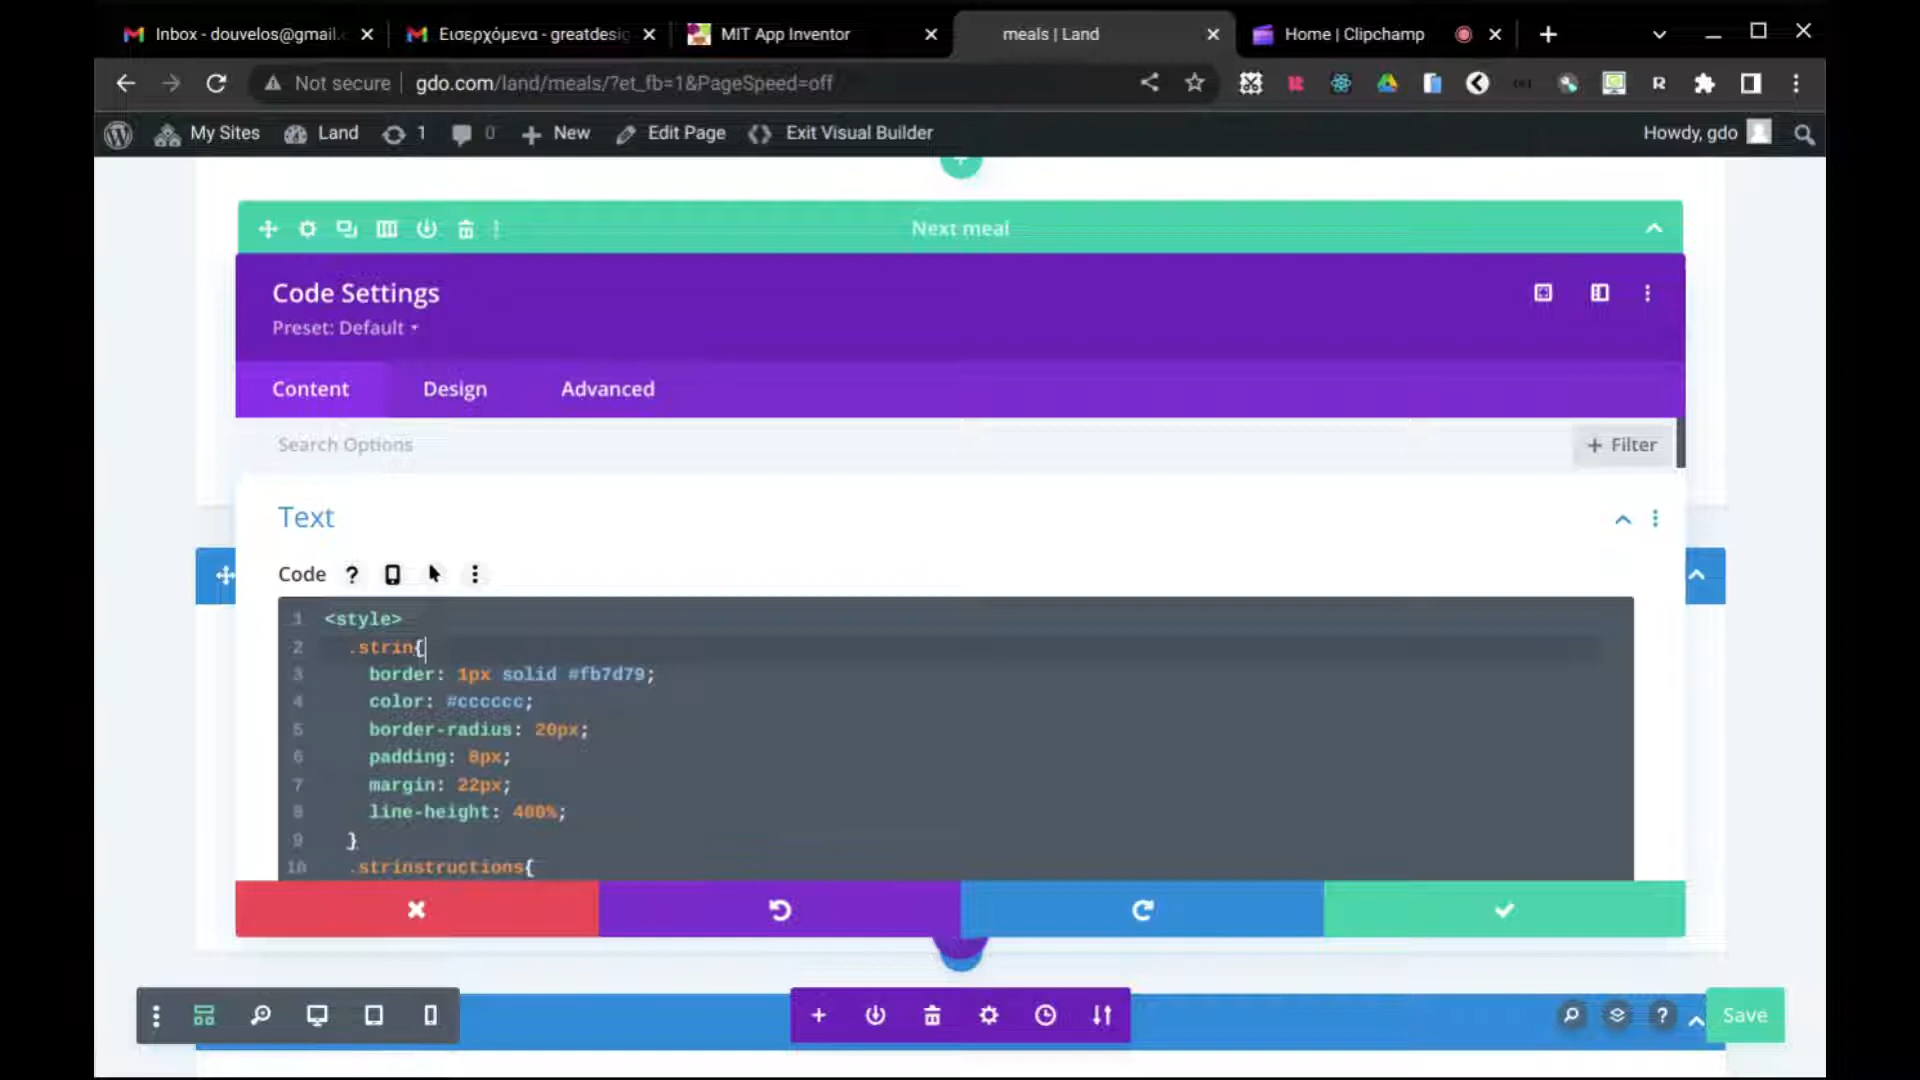 Inbox - douvelos@gmail.
Εισερχόμενα - greatdesig
MIT App Inventor
meals | Land
Home | Clipchamp
Not secure
gdo.com/land/meals/?et_fb=1&PageSpeed=off
My Sites
Land
1
0
New
Edit Page
Exit Visual Builder
Howdy, gdo
Next meal
Code Settings
Preset: Default
Content
Design
Advanced
Search Options
+ Filter
Text
Code
1 <style>
2 .strin{
3 border: 1px solid #fb7d79;
4 color: #cccccc;
5 border-radius: 20px;
6 padding: 8px;
7 margin: 22px;
8 line-height: 400%;
9 }
10 .strinstructions{
Save